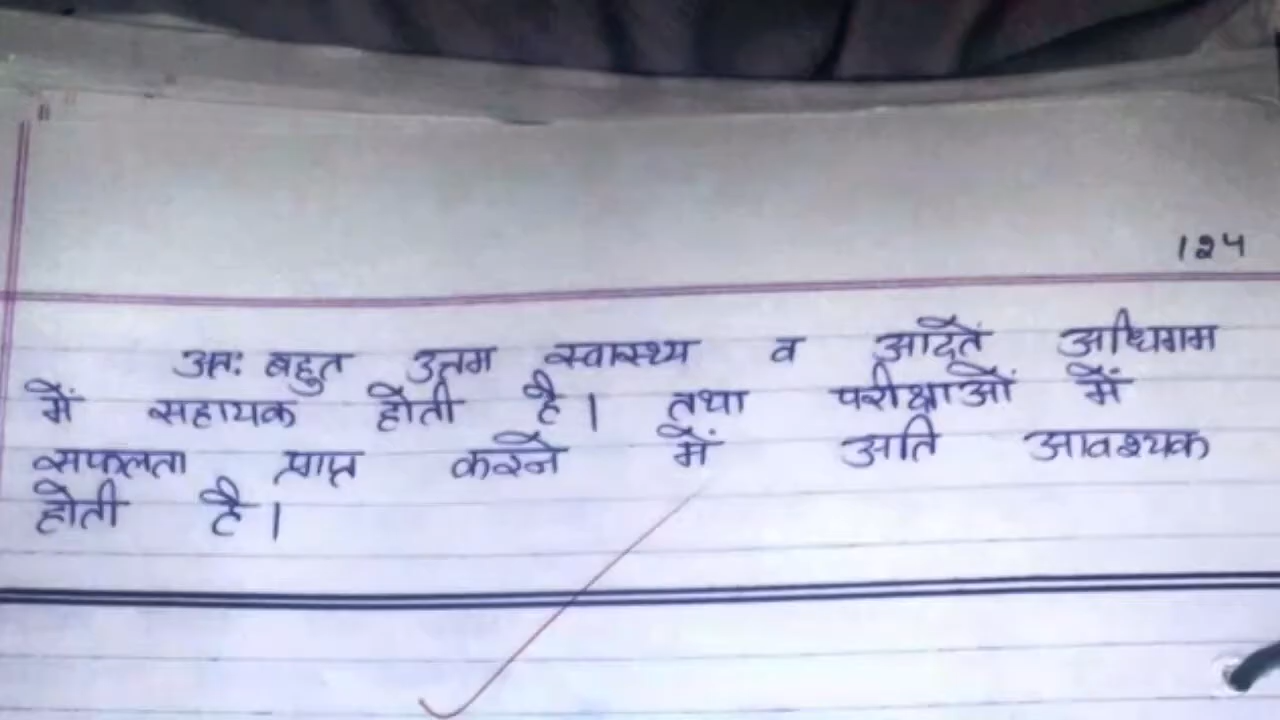 124
अतः बहुत उत्तम स्वास्थ्य व आदतें अधिगम
में सहायक होती है। तथा परीक्षाओं में
सफलता प्राप्त करने में अति आवश्यक
होती है।